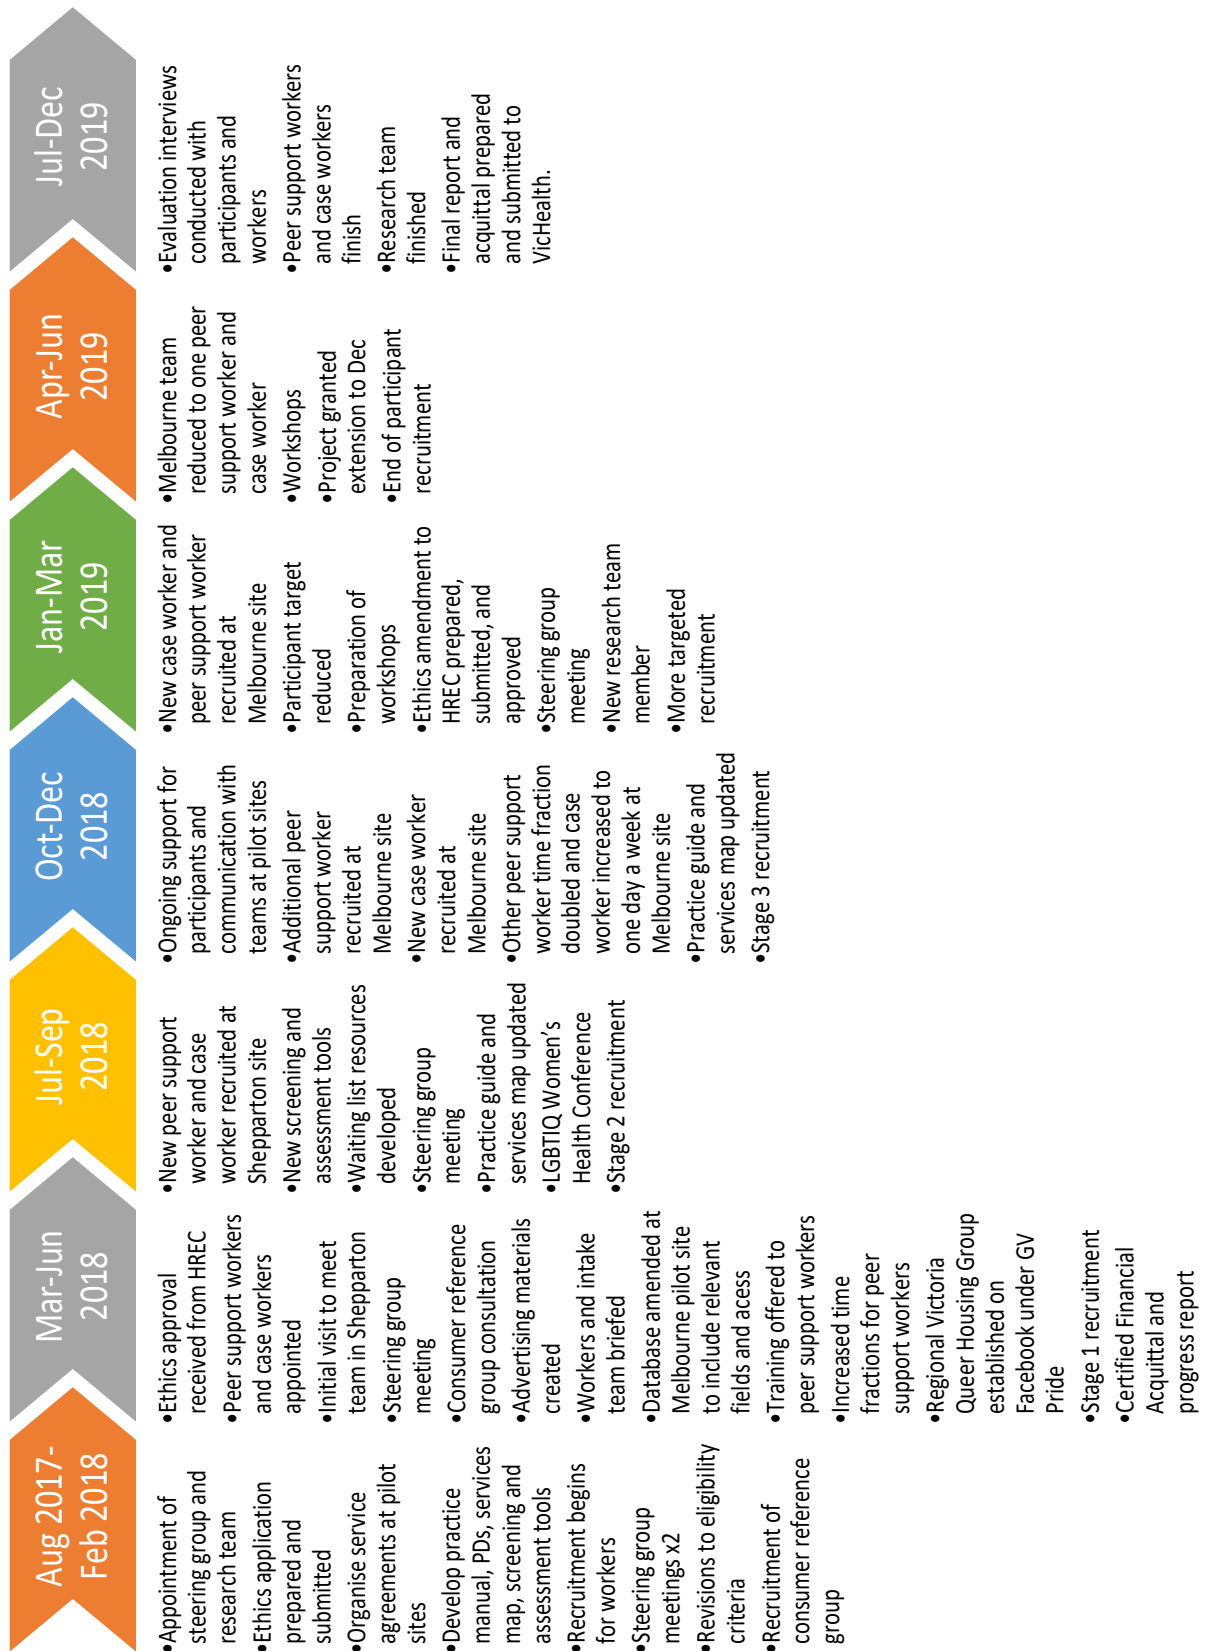 Aug 2017-
Feb 2018
•Appointment of
steering group and
research team
•Ethics application
prepared and
submitted
•Organise service
agreements at pilot
sites
•Develop practice
manual, PDs, services
map, screening and
assessment tools
•Recruitment begins
for workers
•Steering group
meetings x2
•Revisions to eligibility
criteria
•Recruitment of
consumer reference
group
Mar-Jun
2018
•Ethics approval
received from HREC
•Peer support workers
and case workers
appointed
•Initial visit to meet
team in Shepparton
•Steering group
meeting
•Consumer reference
group consultation
•Advertising materials
created
•Workers and intake
team briefed
•Database amended at
Melbourne pilot site
to include relevant
fields and acess
•Training offered to
peer support workers
•Increased time
fractions for peer
support workers
•Regional Victoria
Queer Housing Group
established on
Facebook under GV
Pride
•Stage 1 recruitment
•Certified Financial
Acquittal and
progress report
Jul-Sep
2018
•New peer support
worker and case
worker recruited at
Shepparton site
•New screening and
assessment tools
•Waiting list resources
developed
•Steering group
meeting
•Practice guide and
services map updated
•LGBTIQ Women’s
Health Conference
•Stage 2 recruitment
Oct-Dec
2018
•Ongoing support for
participants and
communication with
teams at pilot sites
•Additional peer
support worker
recruited at
Melbourne site
•New case worker
recruited at
Melbourne site
•Other peer support
worker time fraction
doubled and case
worker increased to
one day a week at
Melbourne site
•Practice guide and
services map updated
•Stage 3 recruitment
Jan-Mar
2019
•New case worker and
peer support worker
recruited at
Melbourne site
•Participant target
reduced
•Preparation of
workshops
•Ethics amendment to
HREC prepared,
submitted, and
approved
•Steering group
meeting
•New research team
member
•More targeted
recruitment
Apr-Jun
2019
•Melbourne team
reduced to one peer
support worker and
case worker
•Workshops
•Project granted
extension to Dec
•End of participant
recruitment
Jul-Dec
2019
•Evaluation interviews
conducted with
participants and
workers
•Peer support workers
and case workers
finish
•Research team
finished
•Final report and
acquittal prepared
and submitted to
VicHealth.